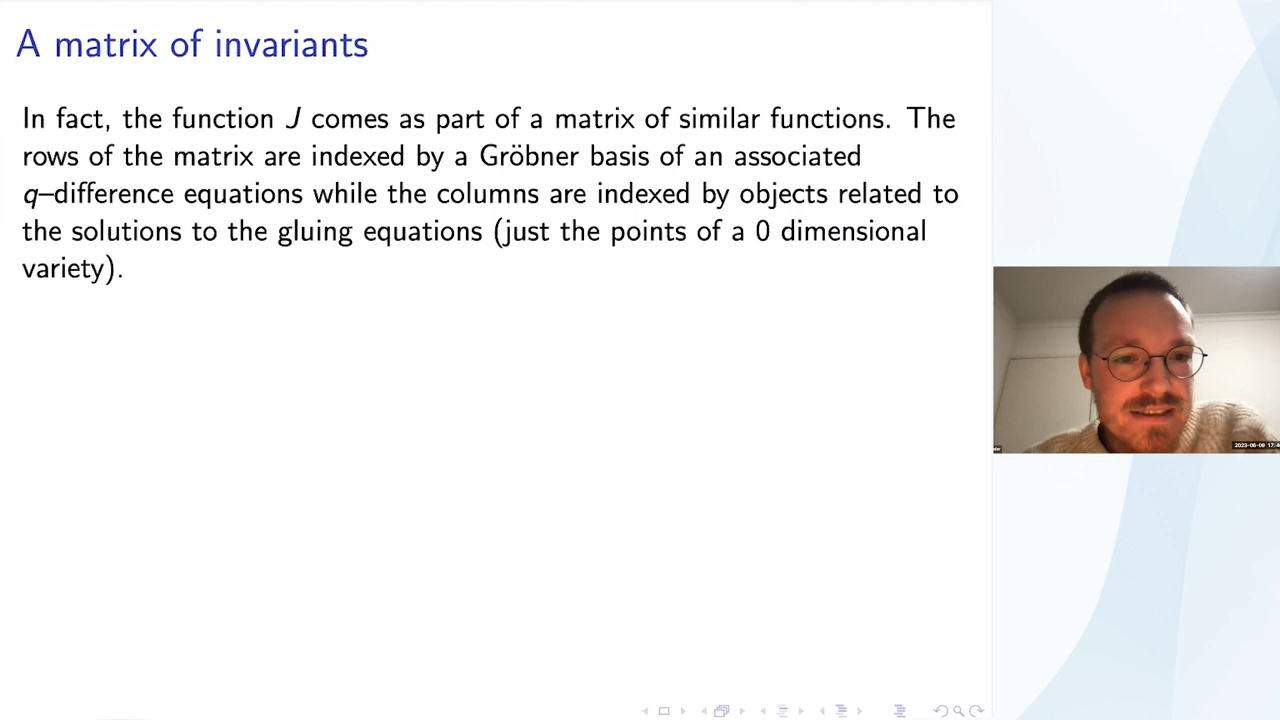 A matrix of invariants
In fact, the function J comes as part of a matrix of similar functions. The
rows of the matrix are indexed by a Gröbner basis of an associated
q–difference equations while the columns are indexed by objects related to
the solutions to the gluing equations (just the points of a 0 dimensional
variety).